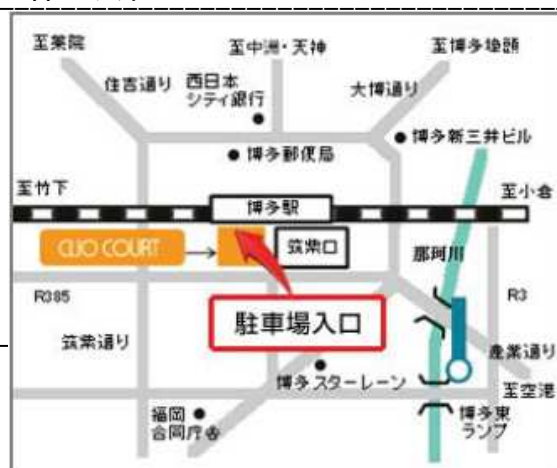 至薬院
至中洲・天神
至博多埠頭
住吉通り
西日本
シティ銀行
大博通り
博多新三井ビル
博多郵便局
至竹下
至小倉
博多駅
CLIO COURT
筑紫口
那珂川
R385
R3
駐車場入口
筑紫通り
産業通り
博多スターレーン
至空港
福岡
合同庁舎
博多東
ランプ